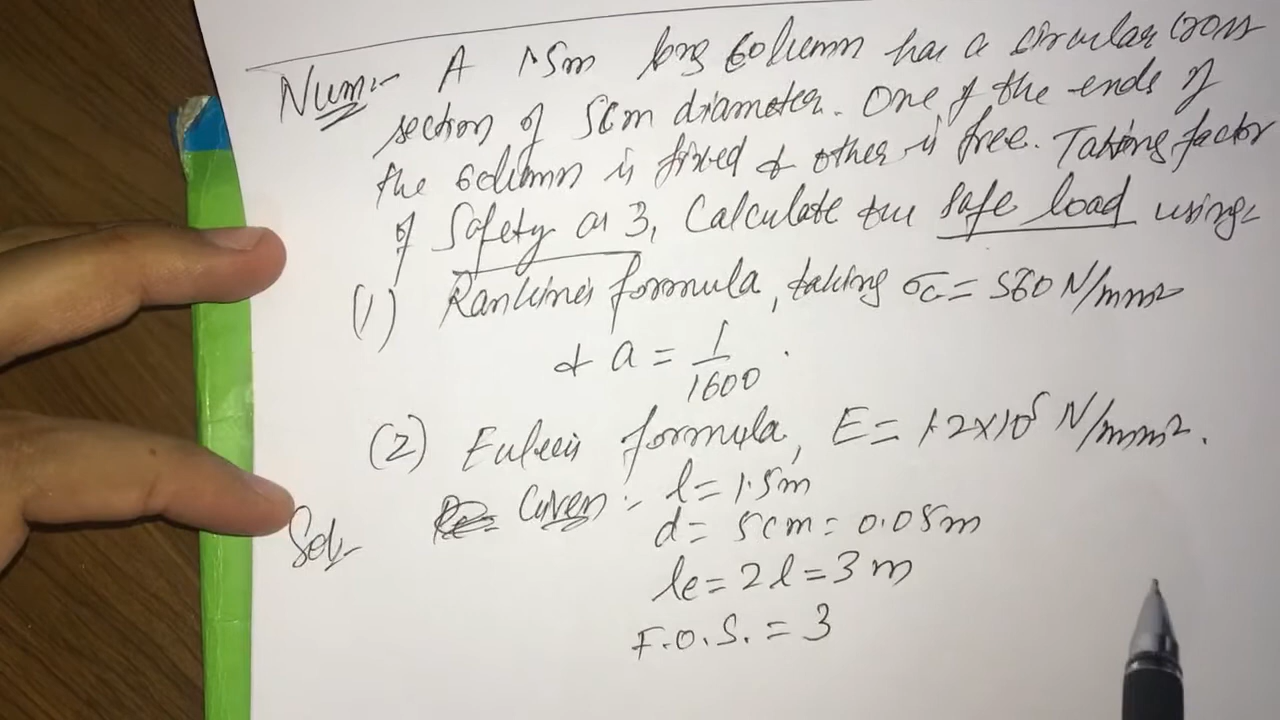 Num:- A 1.5m long column has a circular cross
section of 5cm diameter. One of the ends of
the column is fixed & other is free. Taking factor
of Safety as 3, Calculate the safe load using:-
(1) Rankine's formula, taking σc = 560 N/mm²
& a = 1/1600.
(2) Euler's formula, E = 1.2×10⁵ N/mm².
Sol:- Given:- l = 1.5m
d = 5cm = 0.05m
le = 2l = 3m
F.O.S. = 3